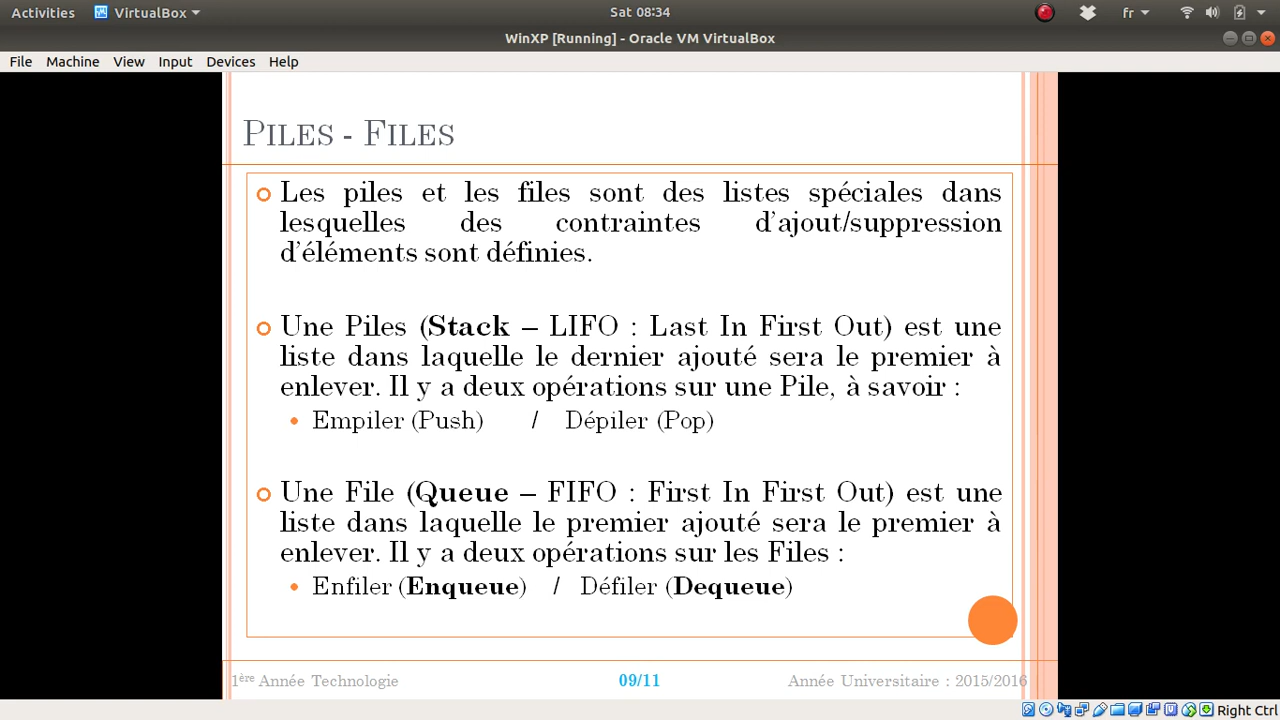 Activities VirtualBox Sat 08:34 fr
WinXP [Running] - Oracle VM VirtualBox
File Machine View Input Devices Help
PILES - FILES
Les piles et les files sont des listes spéciales dans
lesquelles des contraintes d'ajout/suppression
d'éléments sont définies.
Une Piles (Stack – LIFO : Last In First Out) est une
liste dans laquelle le dernier ajouté sera le premier à
enlever. Il y a deux opérations sur une Pile, à savoir :
Empiler (Push) / Dépiler (Pop)
Une File (Queue – FIFO : First In First Out) est une
liste dans laquelle le premier ajouté sera le premier à
enlever. Il y a deux opérations sur les Files :
Enfiler (Enqueue) / Défiler (Dequeue)
1ère Année Technologie 09/11 Année Universitaire : 2015/2016
Right Ctrl